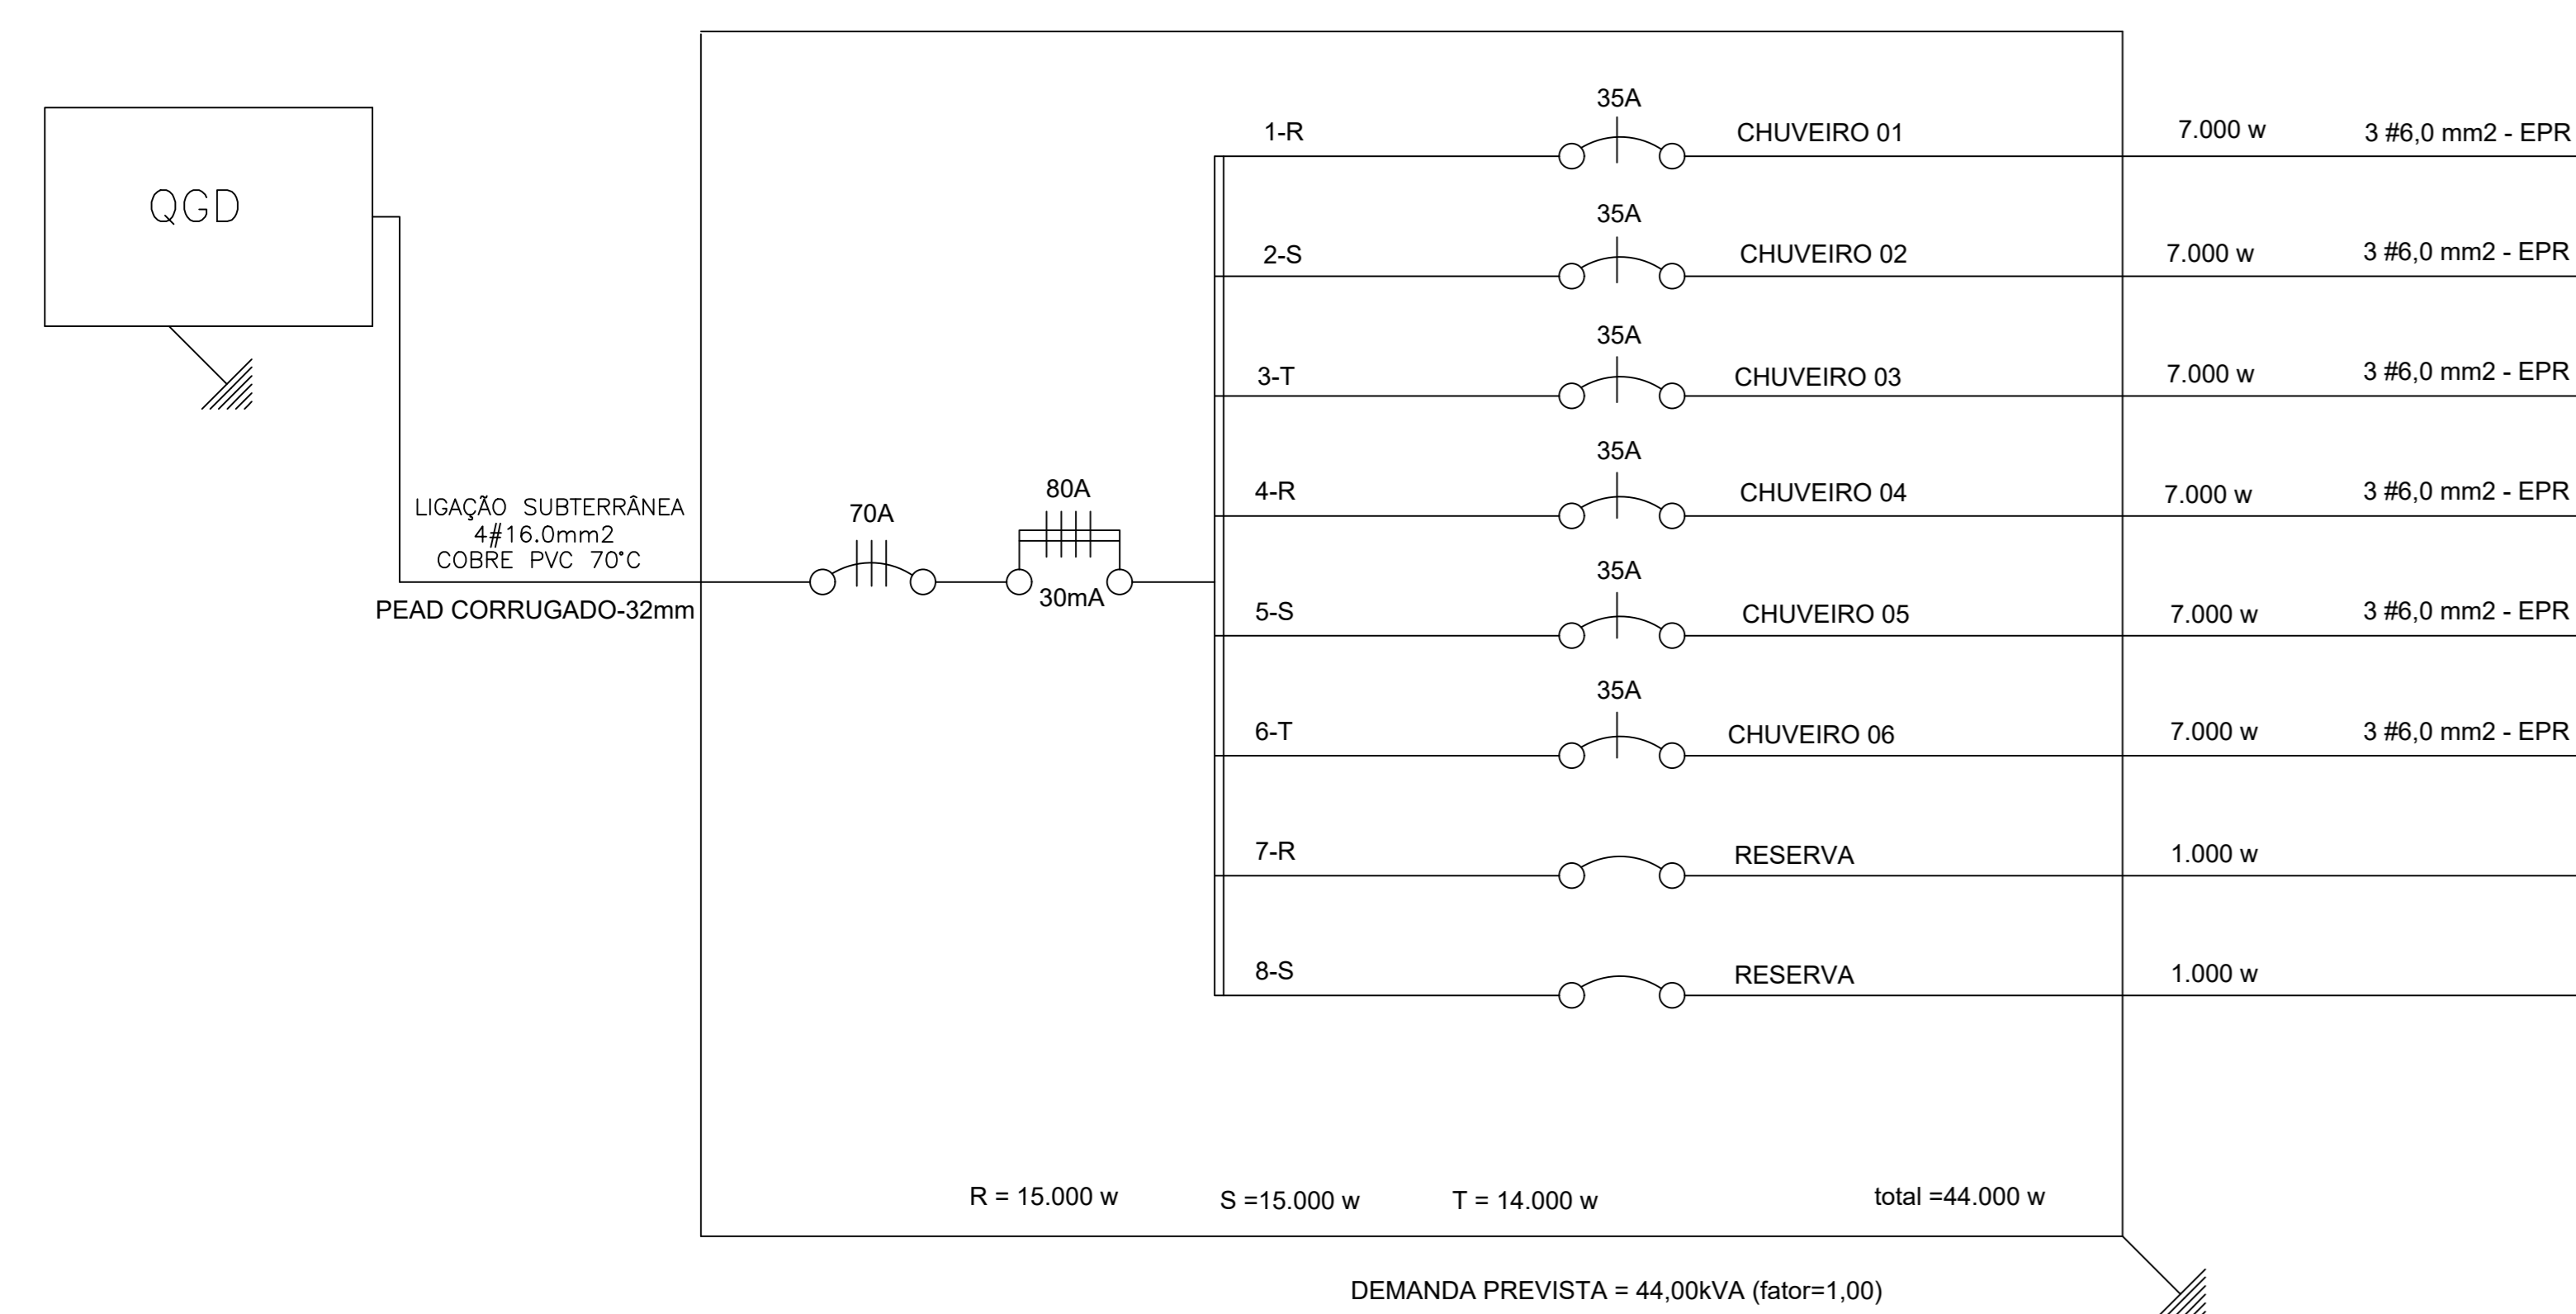 QGD
LIGAÇÃO SUBTERRÂNEA
4#16.0mm2
COBRE PVC 70°C
PEAD CORRUGADO-32mm
70A
80A
30mA
1-R 35A CHUVEIRO 01 7.000 w 3 #6,0 mm2 - EPR
2-S 35A CHUVEIRO 02 7.000 w 3 #6,0 mm2 - EPR
3-T 35A CHUVEIRO 03 7.000 w 3 #6,0 mm2 - EPR
4-R 35A CHUVEIRO 04 7.000 w 3 #6,0 mm2 - EPR
5-S 35A CHUVEIRO 05 7.000 w 3 #6,0 mm2 - EPR
6-T 35A CHUVEIRO 06 7.000 w 3 #6,0 mm2 - EPR
7-R RESERVA 1.000 w
8-S RESERVA 1.000 w
R = 15.000 w S =15.000 w T = 14.000 w total =44.000 w
DEMANDA PREVISTA = 44,00kVA (fator=1,00)